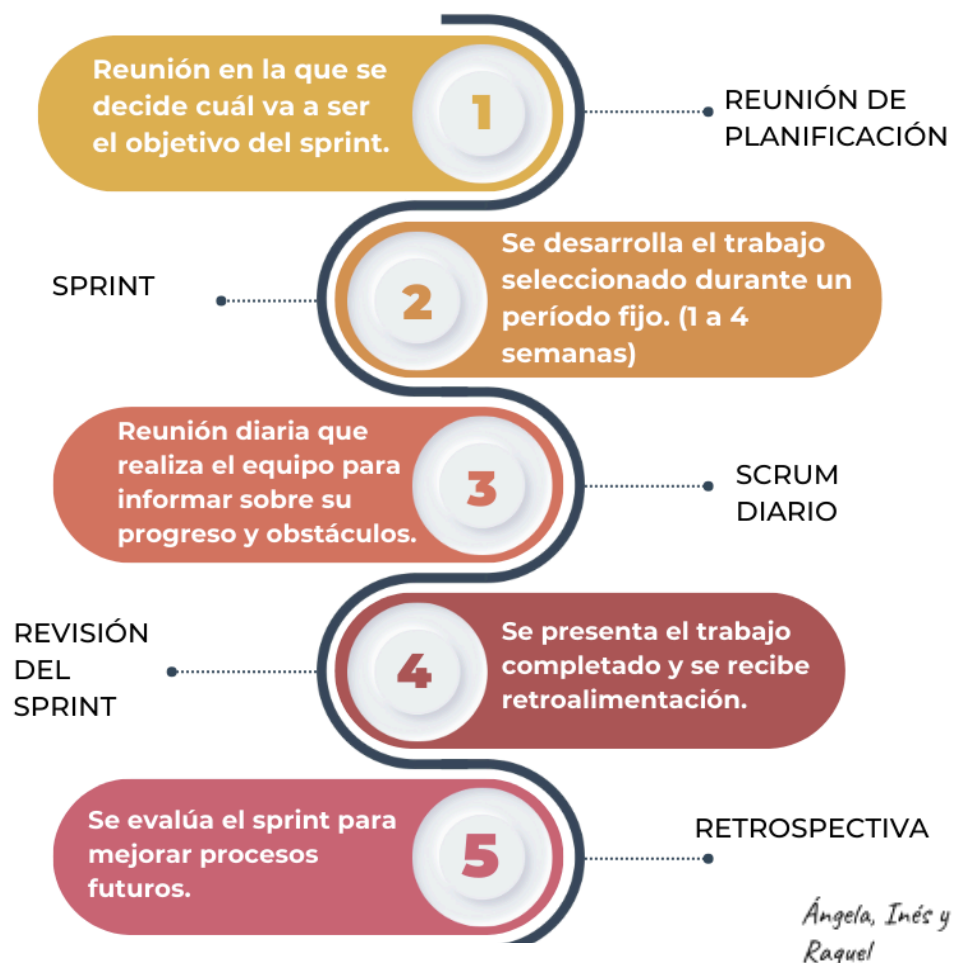 Reunión en la que se
decide cuál va a ser
el objetivo del sprint.
1
REUNIÓN DE
PLANIFICACIÓN
SPRINT
2
Se desarrolla el trabajo
seleccionado durante un
período fijo. (1 a 4
semanas)
Reunión diaria que
realiza el equipo para
informar sobre su
progreso y obstáculos.
3
SCRUM
DIARIO
REVISIÓN
DEL
SPRINT
4
Se presenta el trabajo
completado y se recibe
retroalimentación.
Se evalúa el sprint para
mejorar procesos
futuros.
5
RETROSPECTIVA
Ángela, Inés y
Raquel